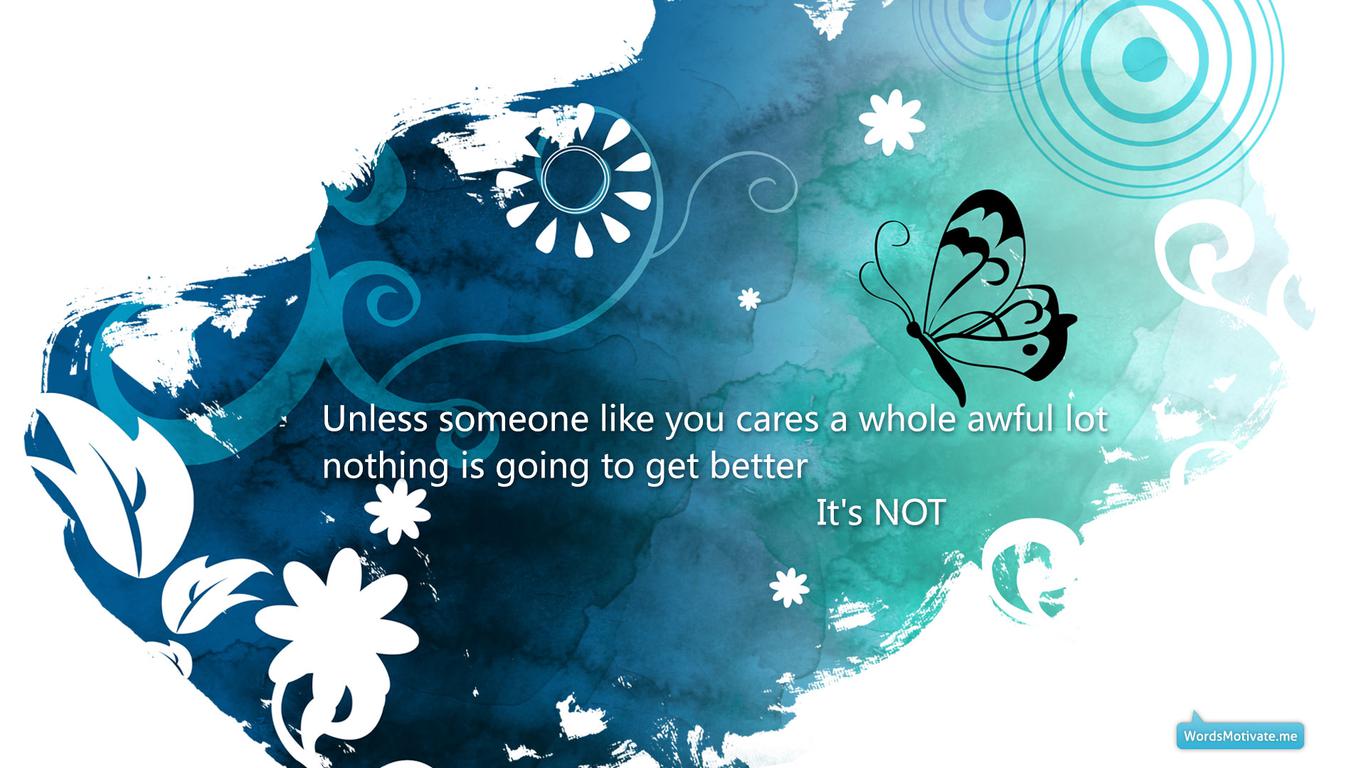 Unless someone like you cares a whole awful lot
nothing is going to get better
It's NOT
WordsMotivate.me